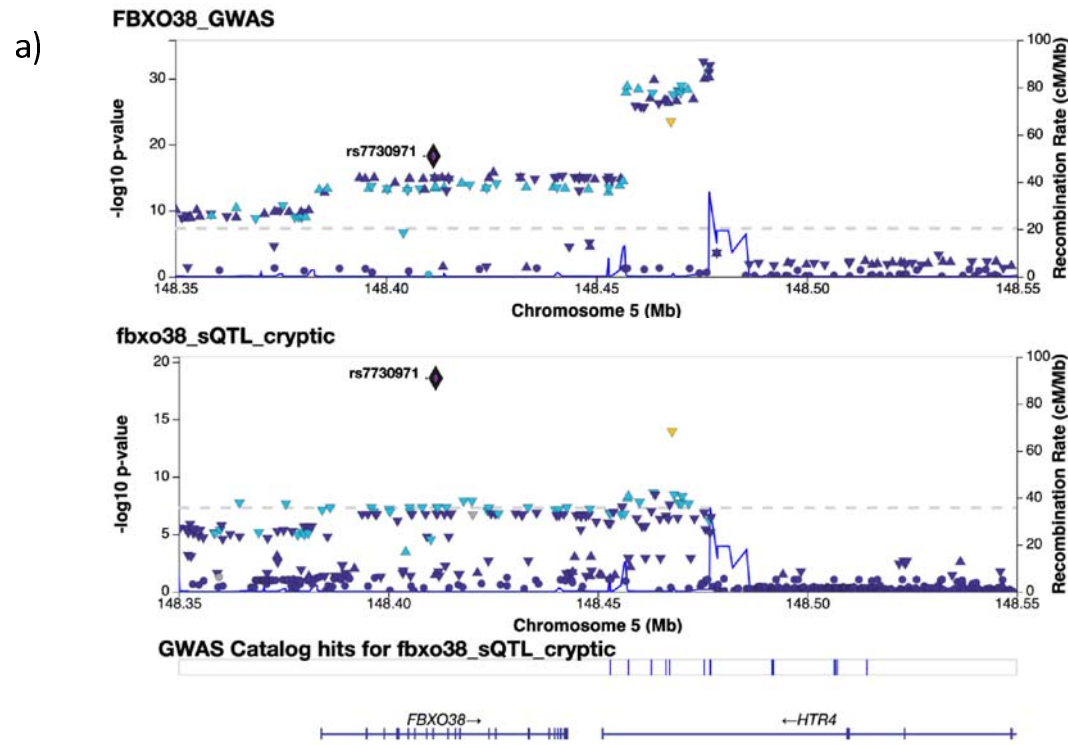 a)
FBXO38_GWAS
-log10 p-value
30
20
10
0
rs7730971
100
80
60
40
20
0
Recombination Rate (cM/Mb)
148.35 148.40 148.45 148.50 148.55
Chromosome 5 (Mb)
fbxo38_sQTL_cryptic
-log10 p-value
20
15
10
5
0
rs7730971
100
80
60
40
20
0
Recombination Rate (cM/Mb)
148.35 148.40 148.45 148.50 148.55
Chromosome 5 (Mb)
GWAS Catalog hits for fbxo38_sQTL_cryptic
FBXO38→ ←HTR4